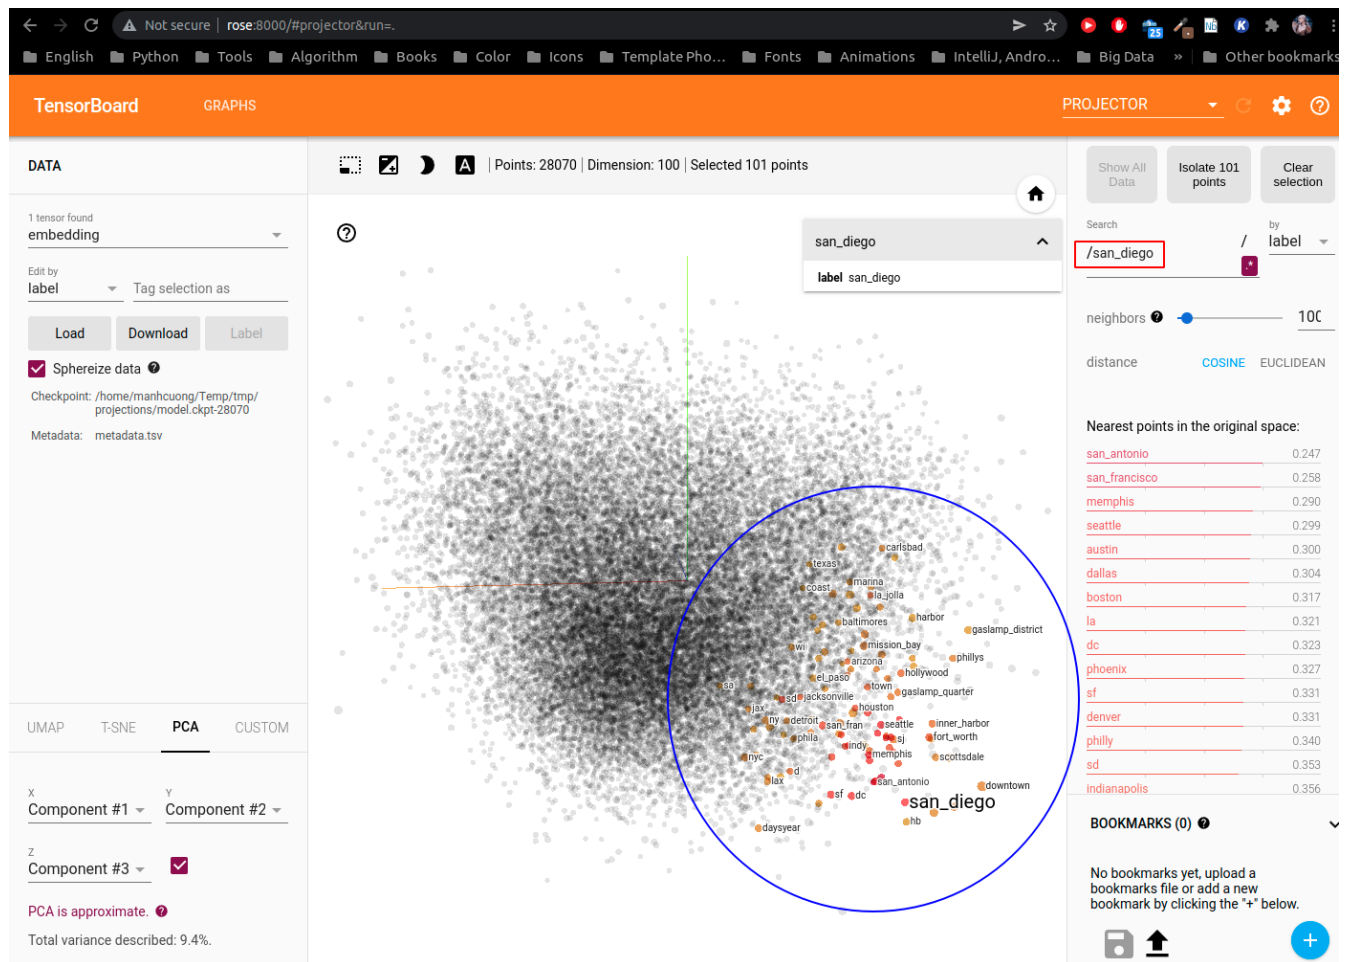 Not secure | rose:8000/#projector&run=.
25
Nb
K
English Python Tools Algorithm Books Color Icons Template Pho... Fonts Animations IntelliJ, Andro... Big Data » Other bookmarks
TensorBoard GRAPHS PROJECTOR
DATA
A | Points: 28070 | Dimension: 100 | Selected 101 points
1 tensor found
embedding
Edit by
label Tag selection as
Load Download Label
Sphereize data
Checkpoint: /home/manhcuong/Temp/tmp/
projections/model.ckpt-28070
Metadata: metadata.tsv
UMAP T-SNE PCA CUSTOM
X Y
Component #1 Component #2
Z
Component #3
PCA is approximate.
Total variance described: 9.4%.
san_diego
label san_diego
carlsbad
texas
marina
coast
la_jolla
harbor
baltimores
gaslamp_district
mission_bay
wi
phillys
arizona
hollywood
el_paso
sa
town
gaslamp_quarter
sd
jacksonville
jax
houston
ny
detroit
san_fran
seattle
inner_harbor
phila
sj
fort_worth
indy
memphis
nyc
scottsdale
d
lax
san_antonio
downtown
sf
dc
san_diego
hb
daysyear
Show All
Data
Isolate 101
points
Clear
selection
Search by
/san_diego / label
.*
neighbors 100
distance COSINE EUCLIDEAN
Nearest points in the original space:
san_antonio 0.247
san_francisco 0.258
memphis 0.290
seattle 0.299
austin 0.300
dallas 0.304
boston 0.317
la 0.321
dc 0.323
phoenix 0.327
sf 0.331
denver 0.331
philly 0.340
sd 0.353
indianapolis 0.356
BOOKMARKS (0)
No bookmarks yet, upload a
bookmarks file or add a new
bookmark by clicking the "+" below.